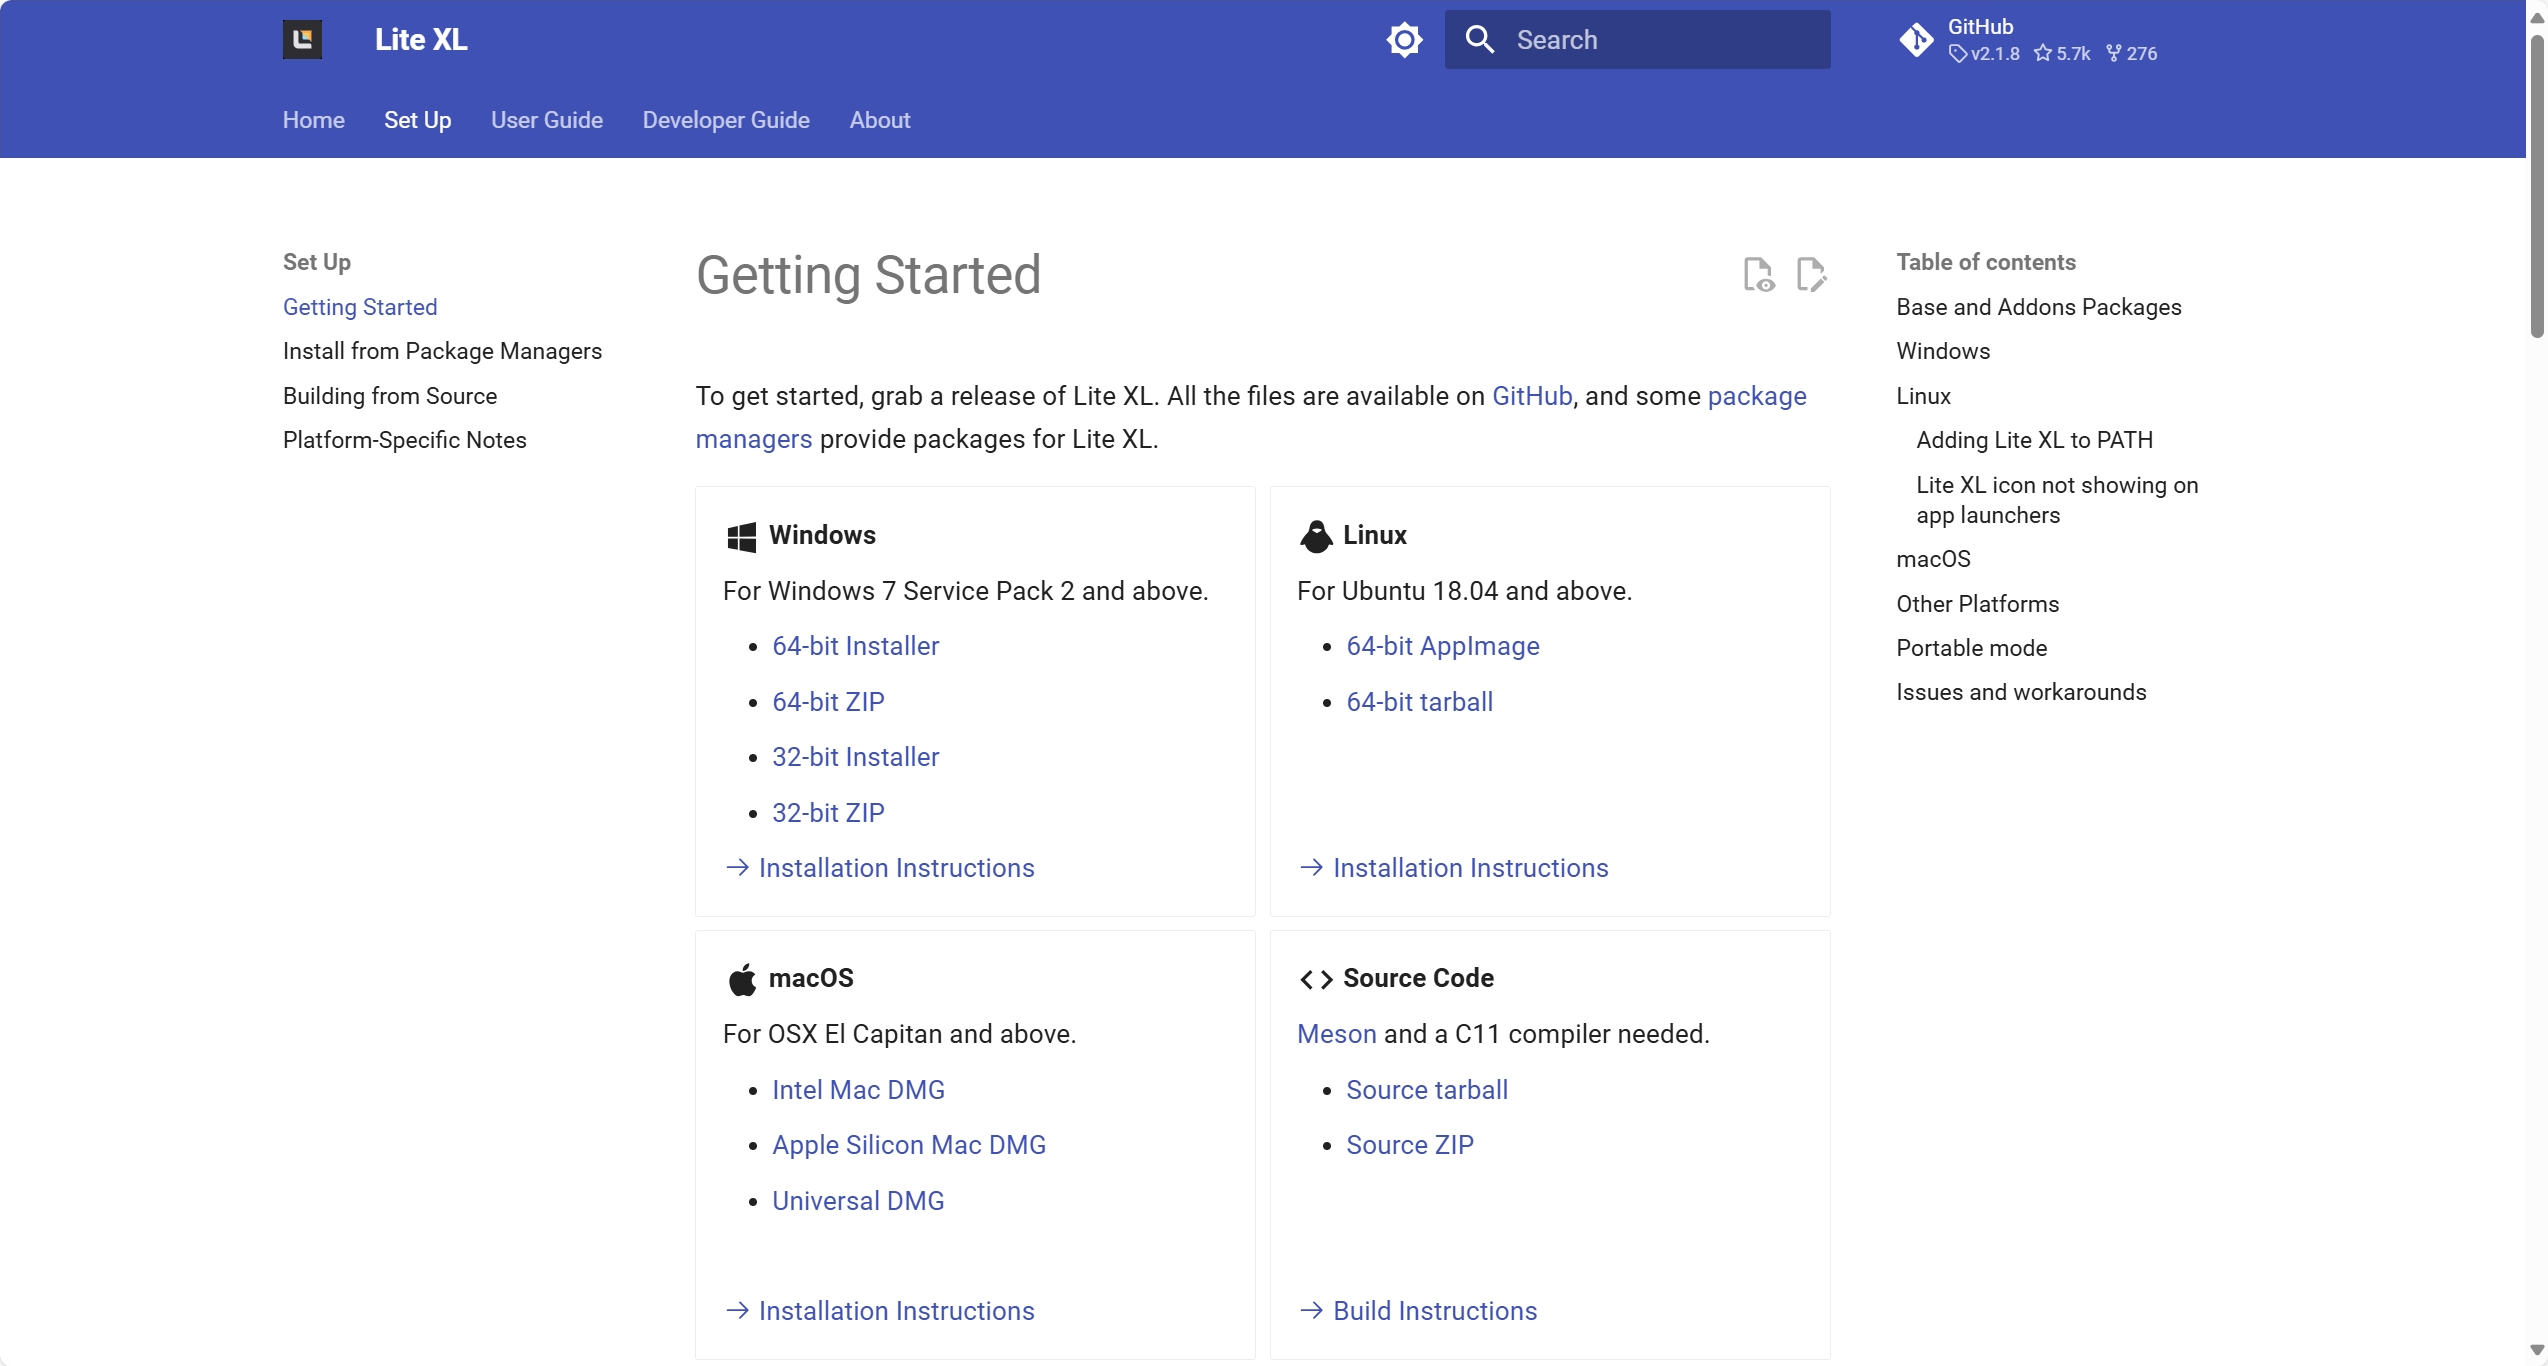 Lite XL
Search
GitHub
v2.1.8 5.7k 276
Home Set Up User Guide Developer Guide About
Set Up
Getting Started
Install from Package Managers
Building from Source
Platform-Specific Notes
Getting Started
To get started, grab a release of Lite XL. All the files are available on GitHub, and some package
managers provide packages for Lite XL.
Windows
For Windows 7 Service Pack 2 and above.
64-bit Installer
64-bit ZIP
32-bit Installer
32-bit ZIP
Installation Instructions
Linux
For Ubuntu 18.04 and above.
64-bit AppImage
64-bit tarball
Installation Instructions
macOS
For OSX El Capitan and above.
Intel Mac DMG
Apple Silicon Mac DMG
Universal DMG
Installation Instructions
Source Code
Meson and a C11 compiler needed.
Source tarball
Source ZIP
Build Instructions
Table of contents
Base and Addons Packages
Windows
Linux
Adding Lite XL to PATH
Lite XL icon not showing on
app launchers
macOS
Other Platforms
Portable mode
Issues and workarounds